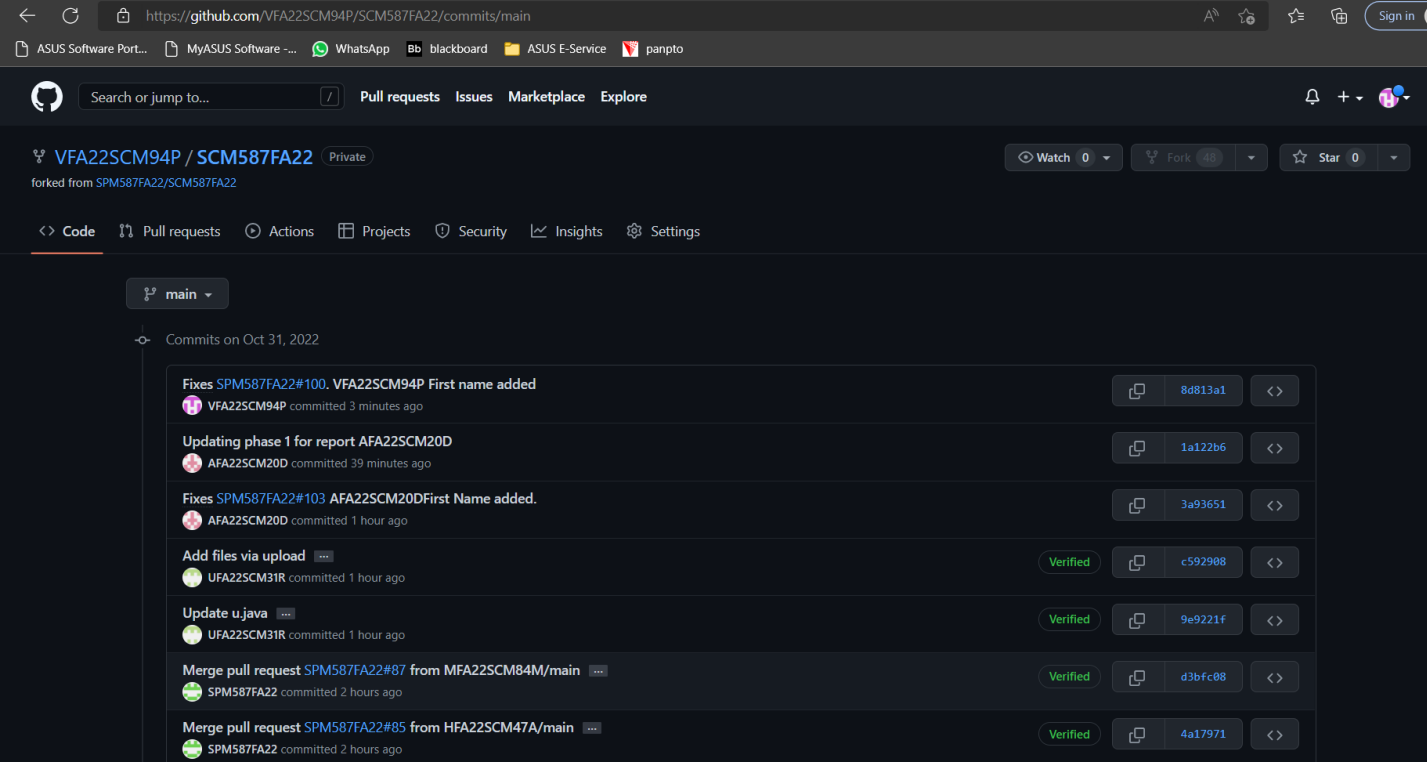 https://github.com/VFA22SCM94P/SCM587FA22/commits/main
Sign in
ASUS Software Port... MyASUS Software -... WhatsApp Bb blackboard ASUS E-Service panpto
Search or jump to... / Pull requests Issues Marketplace Explore
VFA22SCM94P / SCM587FA22 Private
Watch 0 Fork 48 Star 0
forked from SPM587FA22/SCM587FA22
Code Pull requests Actions Projects Security Insights Settings
main
Commits on Oct 31, 2022
Fixes SPM587FA22#100. VFA22SCM94P First name added
VFA22SCM94P committed 3 minutes ago
8d813a1
Updating phase 1 for report AFA22SCM20D
AFA22SCM20D committed 39 minutes ago
1a122b6
Fixes SPM587FA22#103 AFA22SCM20DFirst Name added.
AFA22SCM20D committed 1 hour ago
3a93651
Add files via upload ...
UFA22SCM31R committed 1 hour ago
Verified c592908
Update u.java ...
UFA22SCM31R committed 1 hour ago
Verified 9e9221f
Merge pull request SPM587FA22#87 from MFA22SCM84M/main ...
SPM587FA22 committed 2 hours ago
Verified d3bfc08
Merge pull request SPM587FA22#85 from HFA22SCM47A/main ...
SPM587FA22 committed 2 hours ago
Verified 4a17971